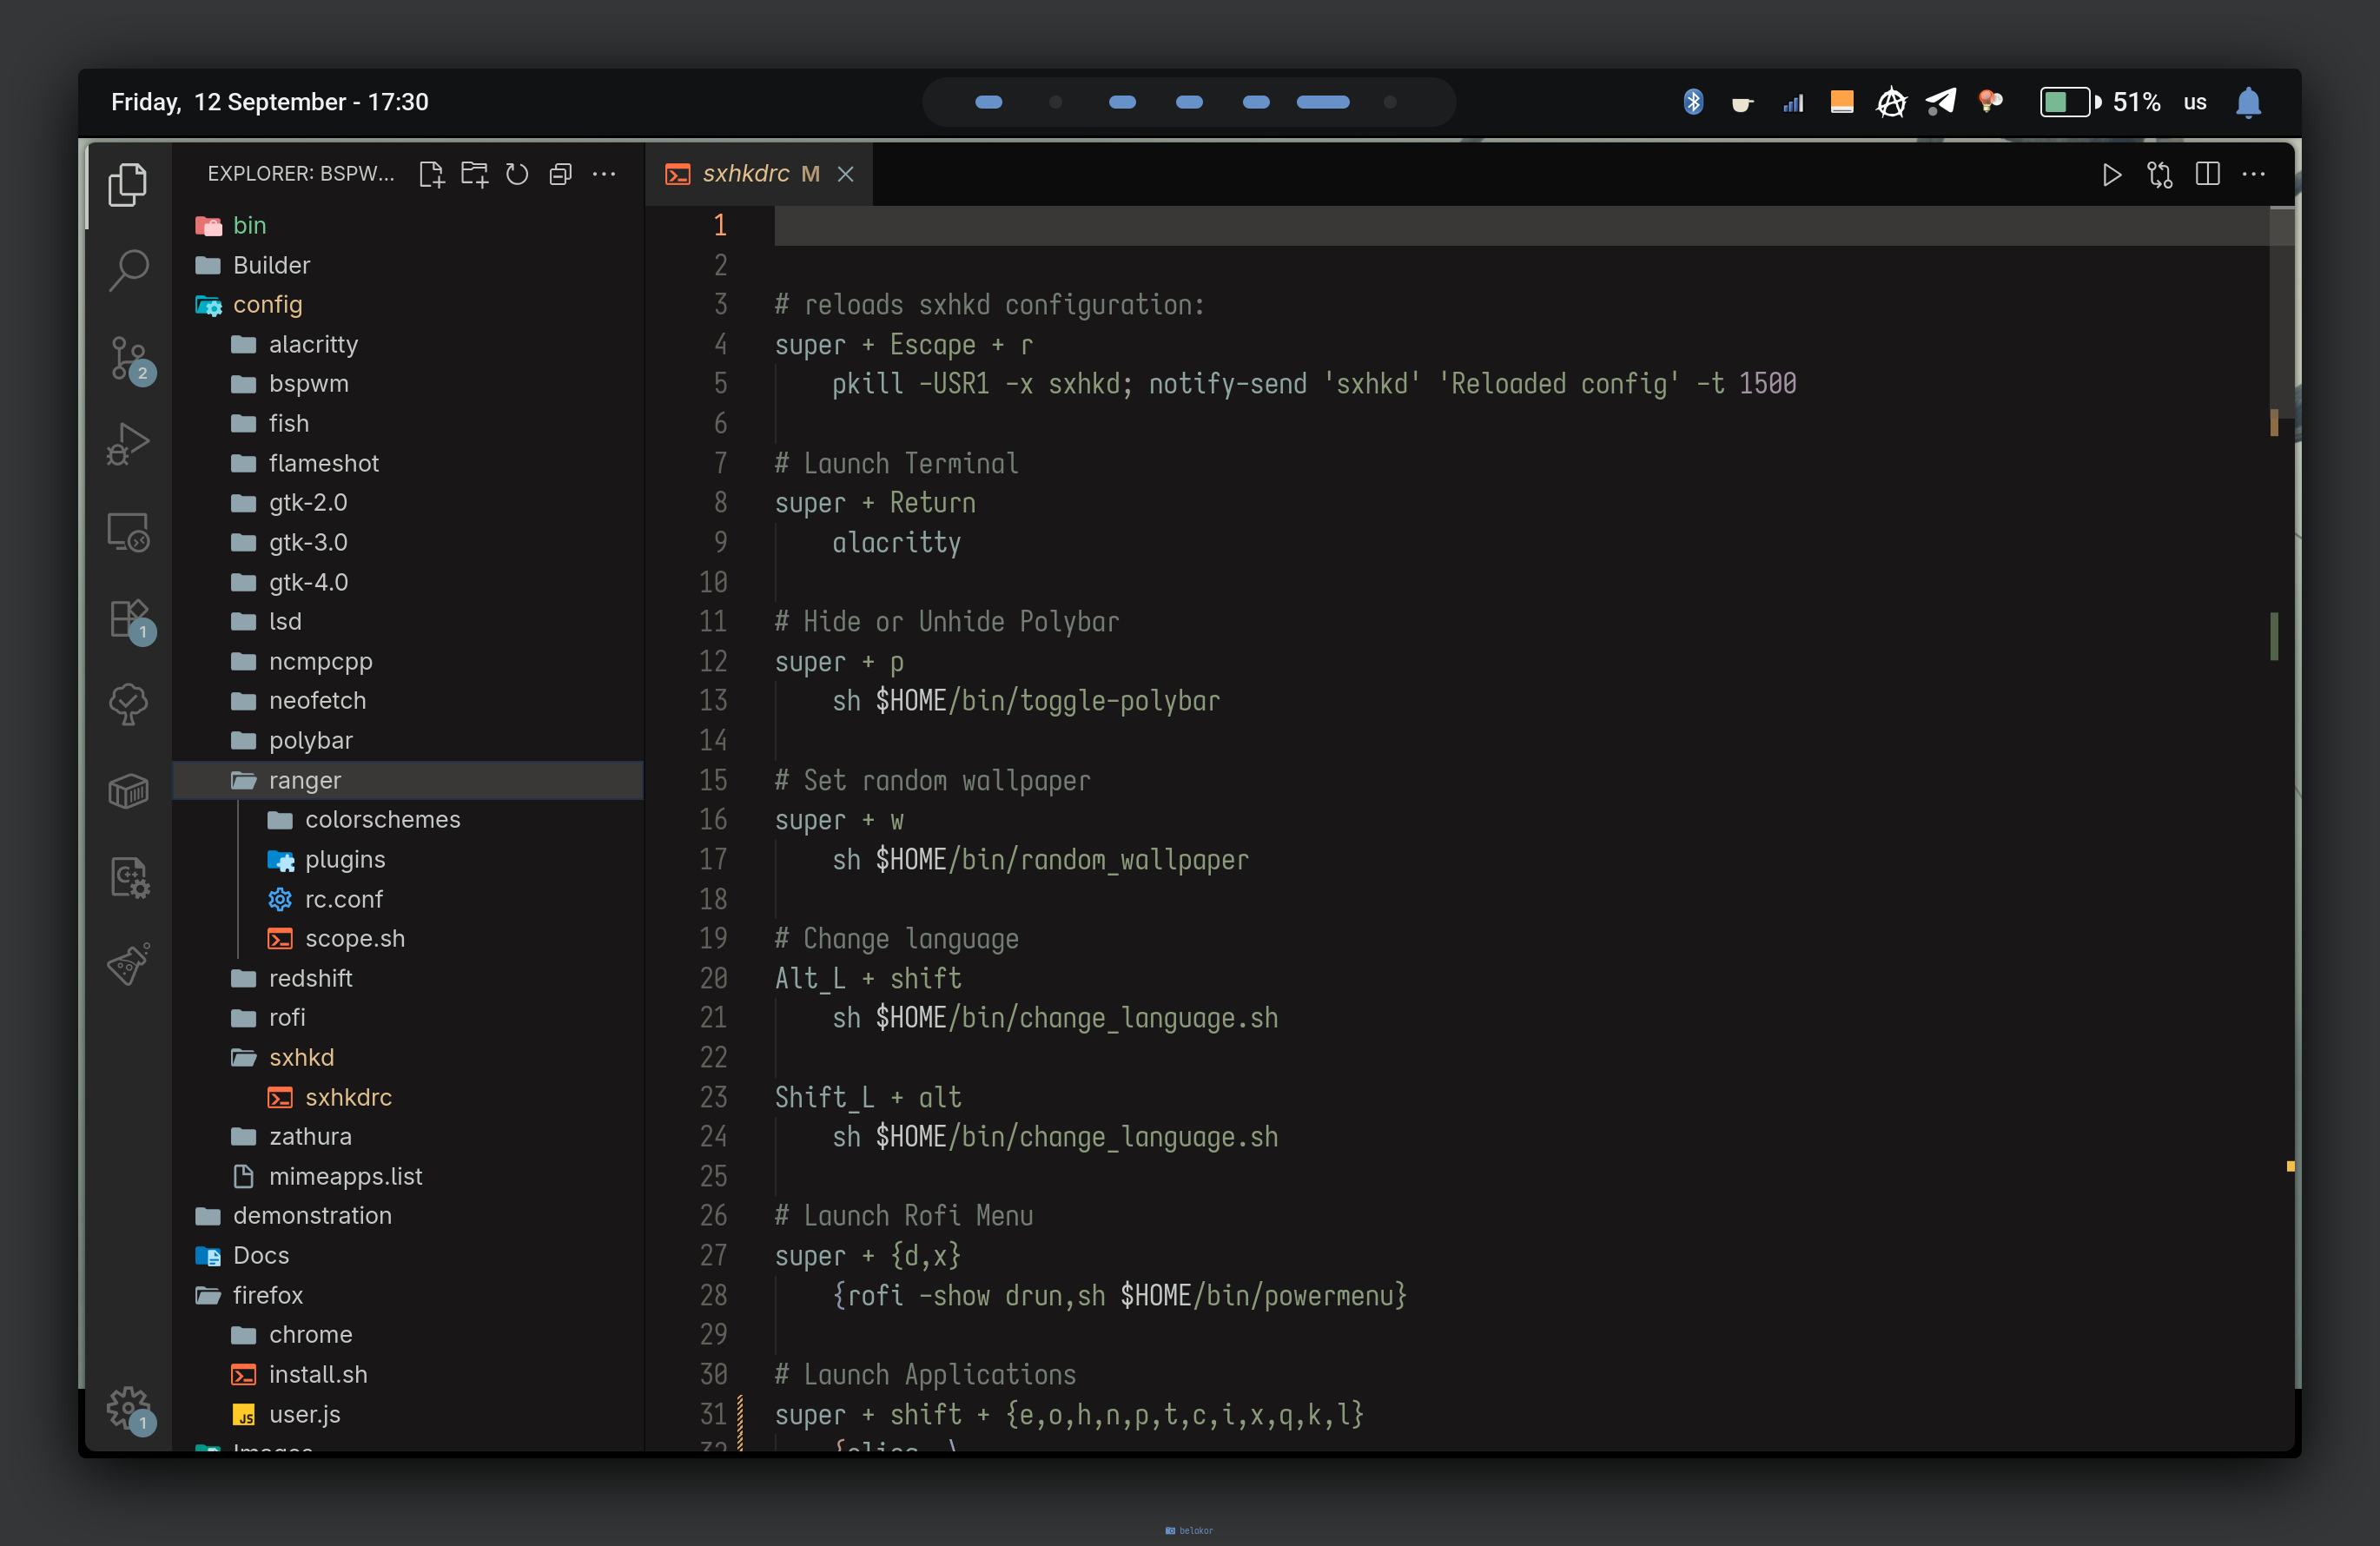 Friday, 12 September - 17:30
51% us
EXPLORER: BSPW...
bin
Builder
config
alacritty
bspwm
fish
flameshot
gtk-2.0
gtk-3.0
gtk-4.0
lsd
ncmpcpp
neofetch
polybar
ranger
colorschemes
plugins
rc.conf
scope.sh
redshift
rofi
sxhkd
sxhkdrc
zathura
mimeapps.list
demonstration
Docs
firefox
chrome
install.sh
JS user.js
Images
2
1
C++
1
sxhkdrc M
1
2
3 # reloads sxhkd configuration:
4 super + Escape + r
5 pkill -USR1 -x sxhkd; notify-send 'sxhkd' 'Reloaded config' -t 1500
6
7 # Launch Terminal
8 super + Return
9 alacritty
10
11 # Hide or Unhide Polybar
12 super + p
13 sh $HOME/bin/toggle-polybar
14
15 # Set random wallpaper
16 super + w
17 sh $HOME/bin/random_wallpaper
18
19 # Change language
20 Alt_L + shift
21 sh $HOME/bin/change_language.sh
22
23 Shift_L + alt
24 sh $HOME/bin/change_language.sh
25
26 # Launch Rofi Menu
27 super + {d,x}
28 {rofi -show drun,sh $HOME/bin/powermenu}
29
30 # Launch Applications
31 super + shift + {e,o,h,n,p,t,c,i,x,q,k,l}
32 \
belokor